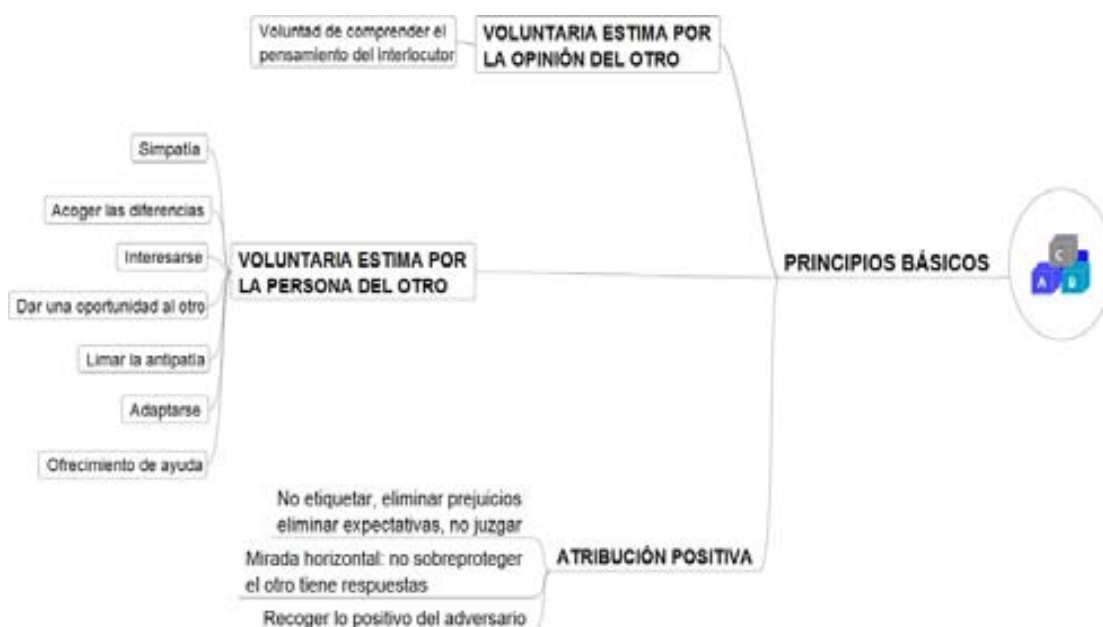 Voluntad de comprender el
pensamiento del interlocutor
VOLUNTARIA ESTIMA POR
LA OPINIÓN DEL OTRO
Simpatía
Acoger las diferencias
Interesarse
Dar una oportunidad al otro
Limar la antipatía
Adaptarse
Ofrecimiento de ayuda
VOLUNTARIA ESTIMA POR
LA PERSONA DEL OTRO
PRINCIPIOS BÁSICOS
C
A B
No etiquetar, eliminar prejuicios
eliminar expectativas, no juzgar
Mirada horizontal: no sobreproteger
el otro tiene respuestas
Recoger lo positivo del adversario
ATRIBUCIÓN POSITIVA